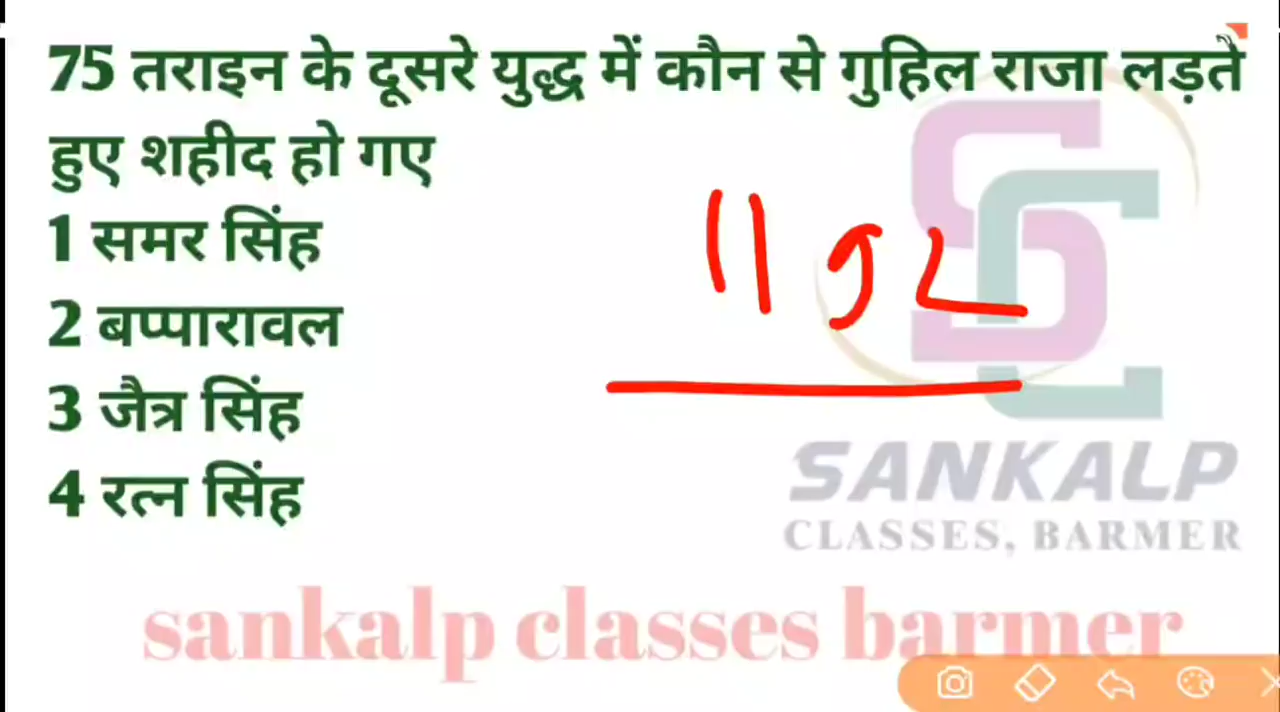 75 तराइन के दूसरे युद्ध में कौन से गुहिल राजा लड़ते
हुए शहीद हो गए
1 समर सिंह
2 बप्पारावल
3 जैत्र सिंह
4 रत्न सिंह
1192
SANKALP
CLASSES, BARMER
sankalp classes barmer